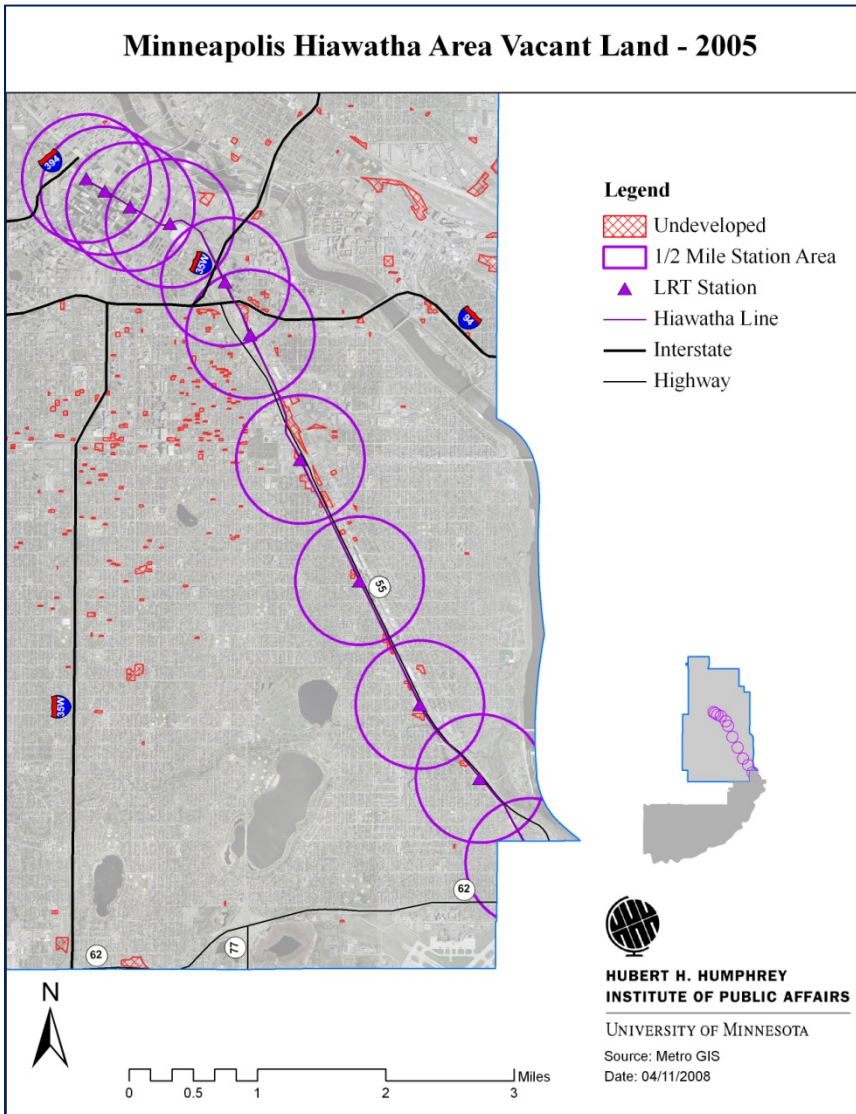 Minneapolis Hiawatha Area Vacant Land - 2005
394
35W
94
55
35W
62
77
62
Legend
Undeveloped
1/2 Mile Station Area
LRT Station
Hiawatha Line
Interstate
Highway
N
0 0.5 1 2 3 Miles
HUBERT H. HUMPHREY
INSTITUTE OF PUBLIC AFFAIRS
UNIVERSITY OF MINNESOTA
Source: Metro GIS
Date: 04/11/2008